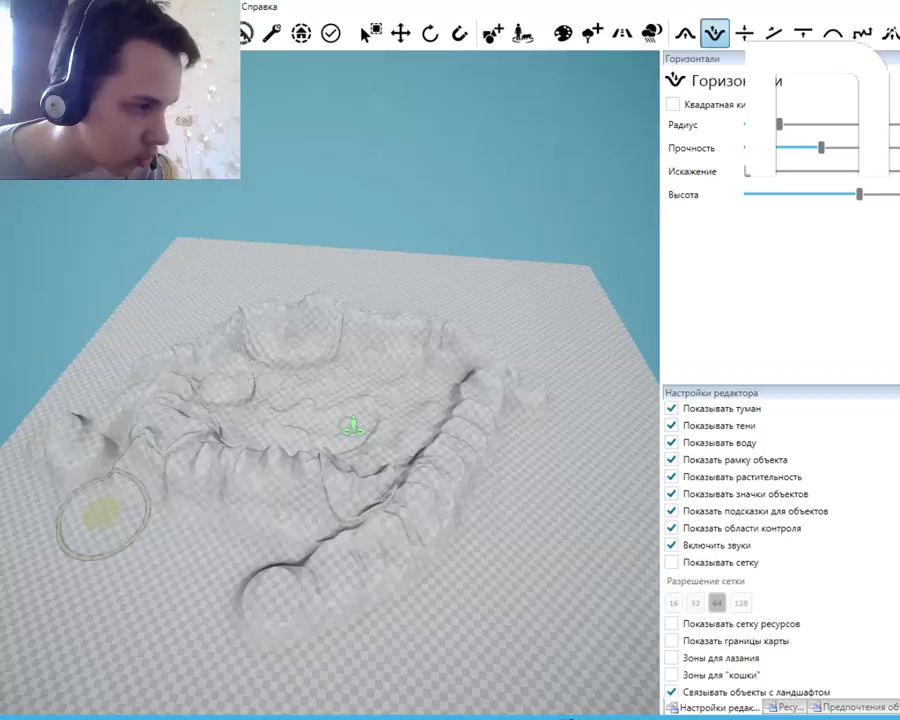 Справка
Горизонтали
Квадратная ки
Радиус
Прочность
Искажение
Высота
Настройки редактора
Показывать туман
Показывать тени
Показывать воду
Показать рамку объекта
Показывать растительность
Показывать значки объектов
Показать подсказки для объектов
Показать области контроля
Включить звуки
Показывать сетку
Разрешение сетки
16 32 64 128
Показывать сетку ресурсов
Показать границы карты
Зоны для лазания
Зоны для "кошки"
Связывать объекты с ландшафтом
Настройки редак... Ресу... Предпочтения об